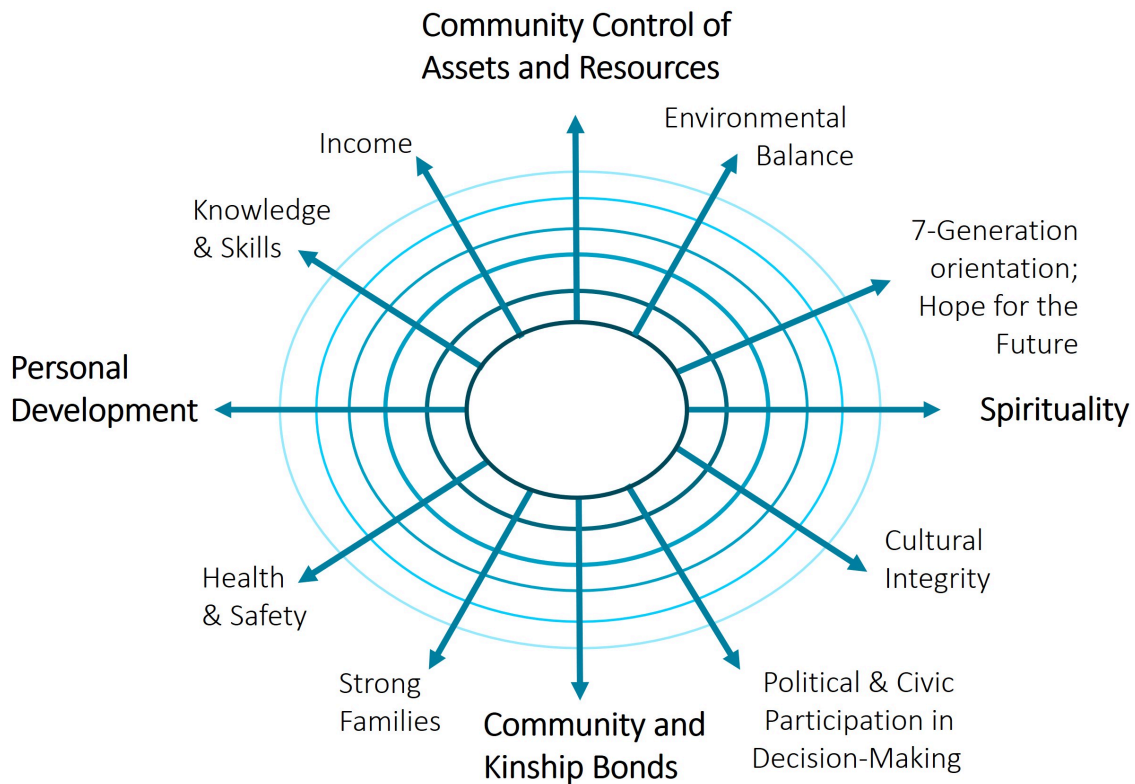 Community Control of
Assets and Resources
Environmental
Balance
Income
Knowledge
& Skills
7-Generation
orientation;
Hope for the
Future
Personal
Development
Spirituality
Cultural
Integrity
Health
& Safety
Strong
Families
Community and
Kinship Bonds
Political & Civic
Participation in
Decision-Making